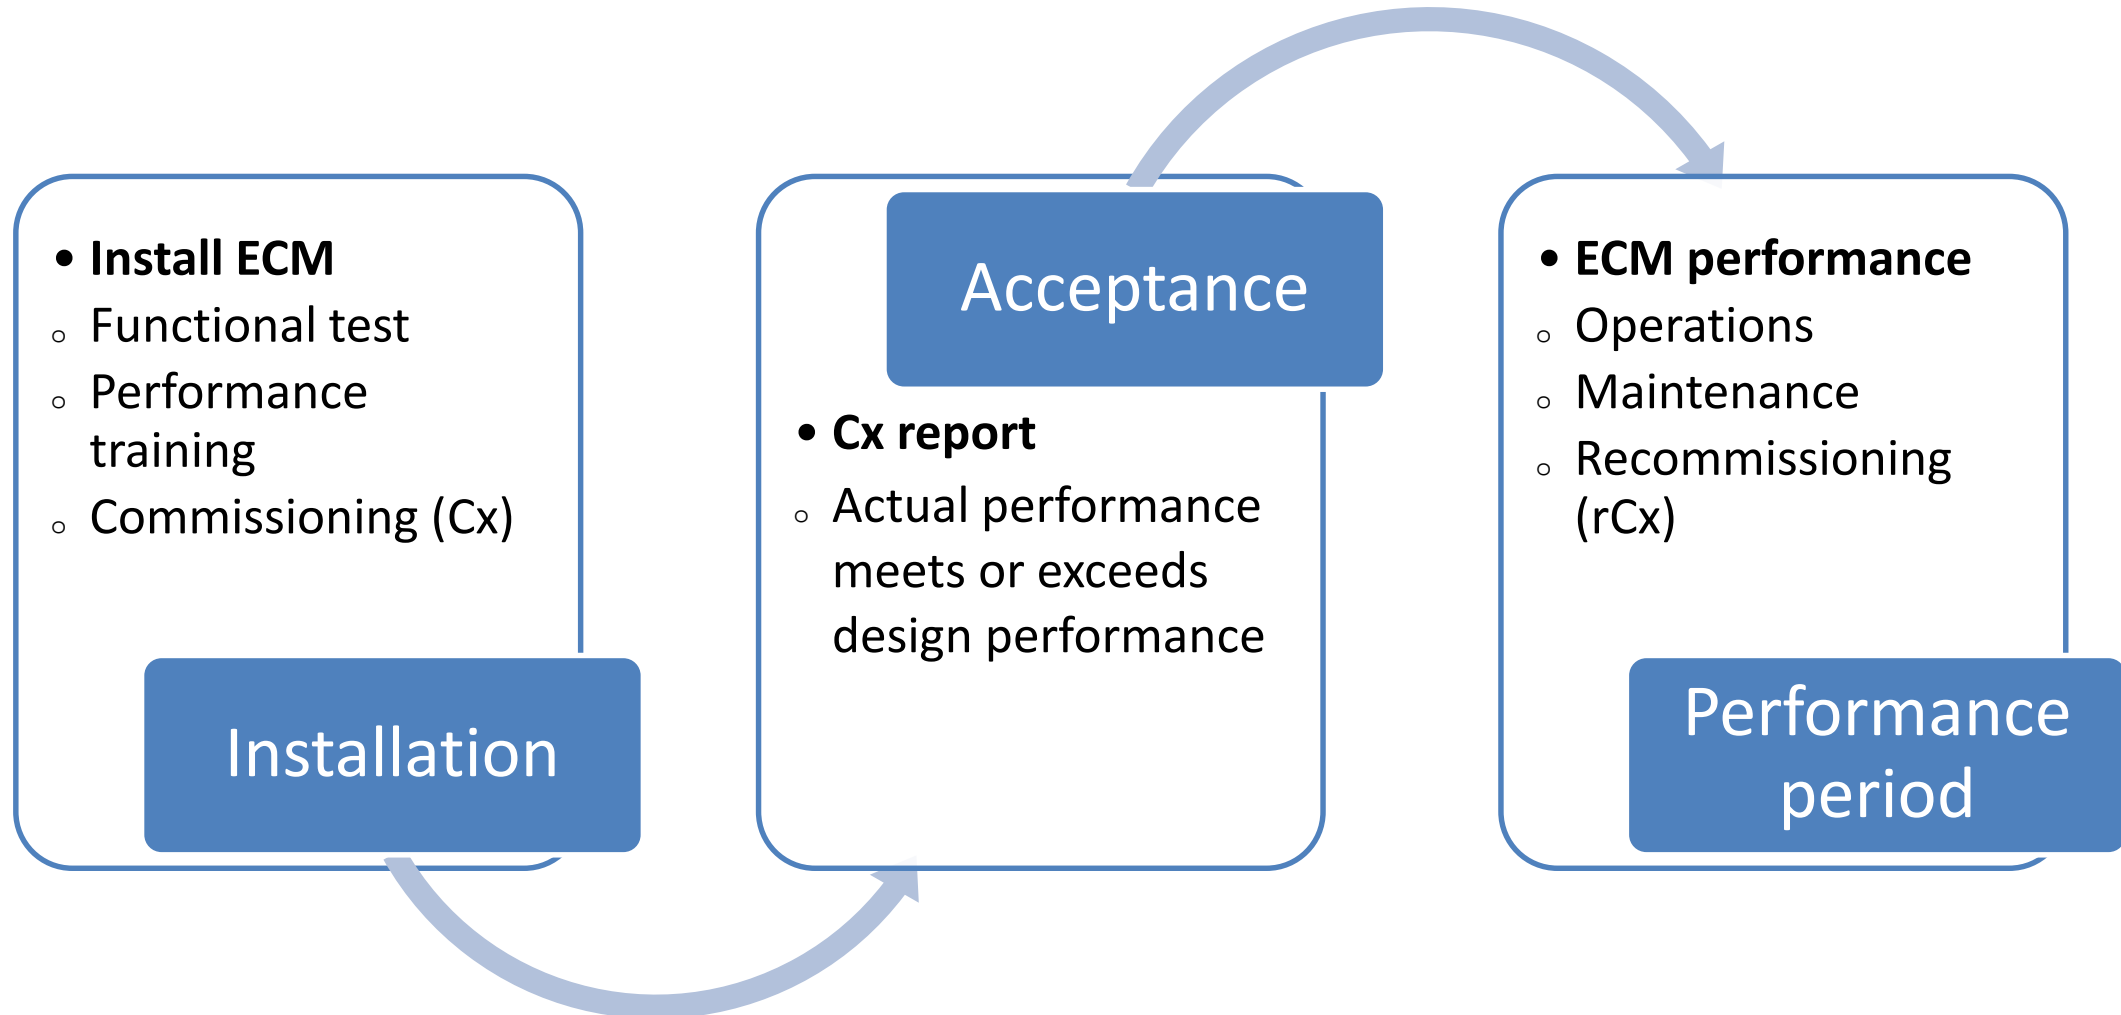 • Install ECM
○ Functional test
○ Performance
training
○ Commissioning (Cx)
Installation
Acceptance
• Cx report
○ Actual performance
meets or exceeds
design performance
• ECM performance
○ Operations
○ Maintenance
○ Recommissioning
(rCx)
Performance
period